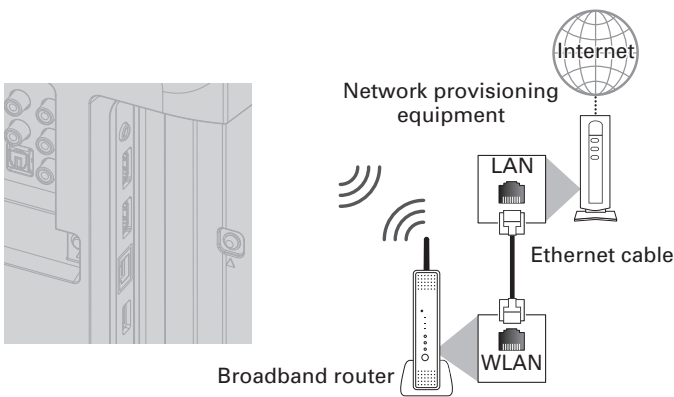 Internet
Network provisioning
equipment
LAN
Ethernet cable
WLAN
Broadband router